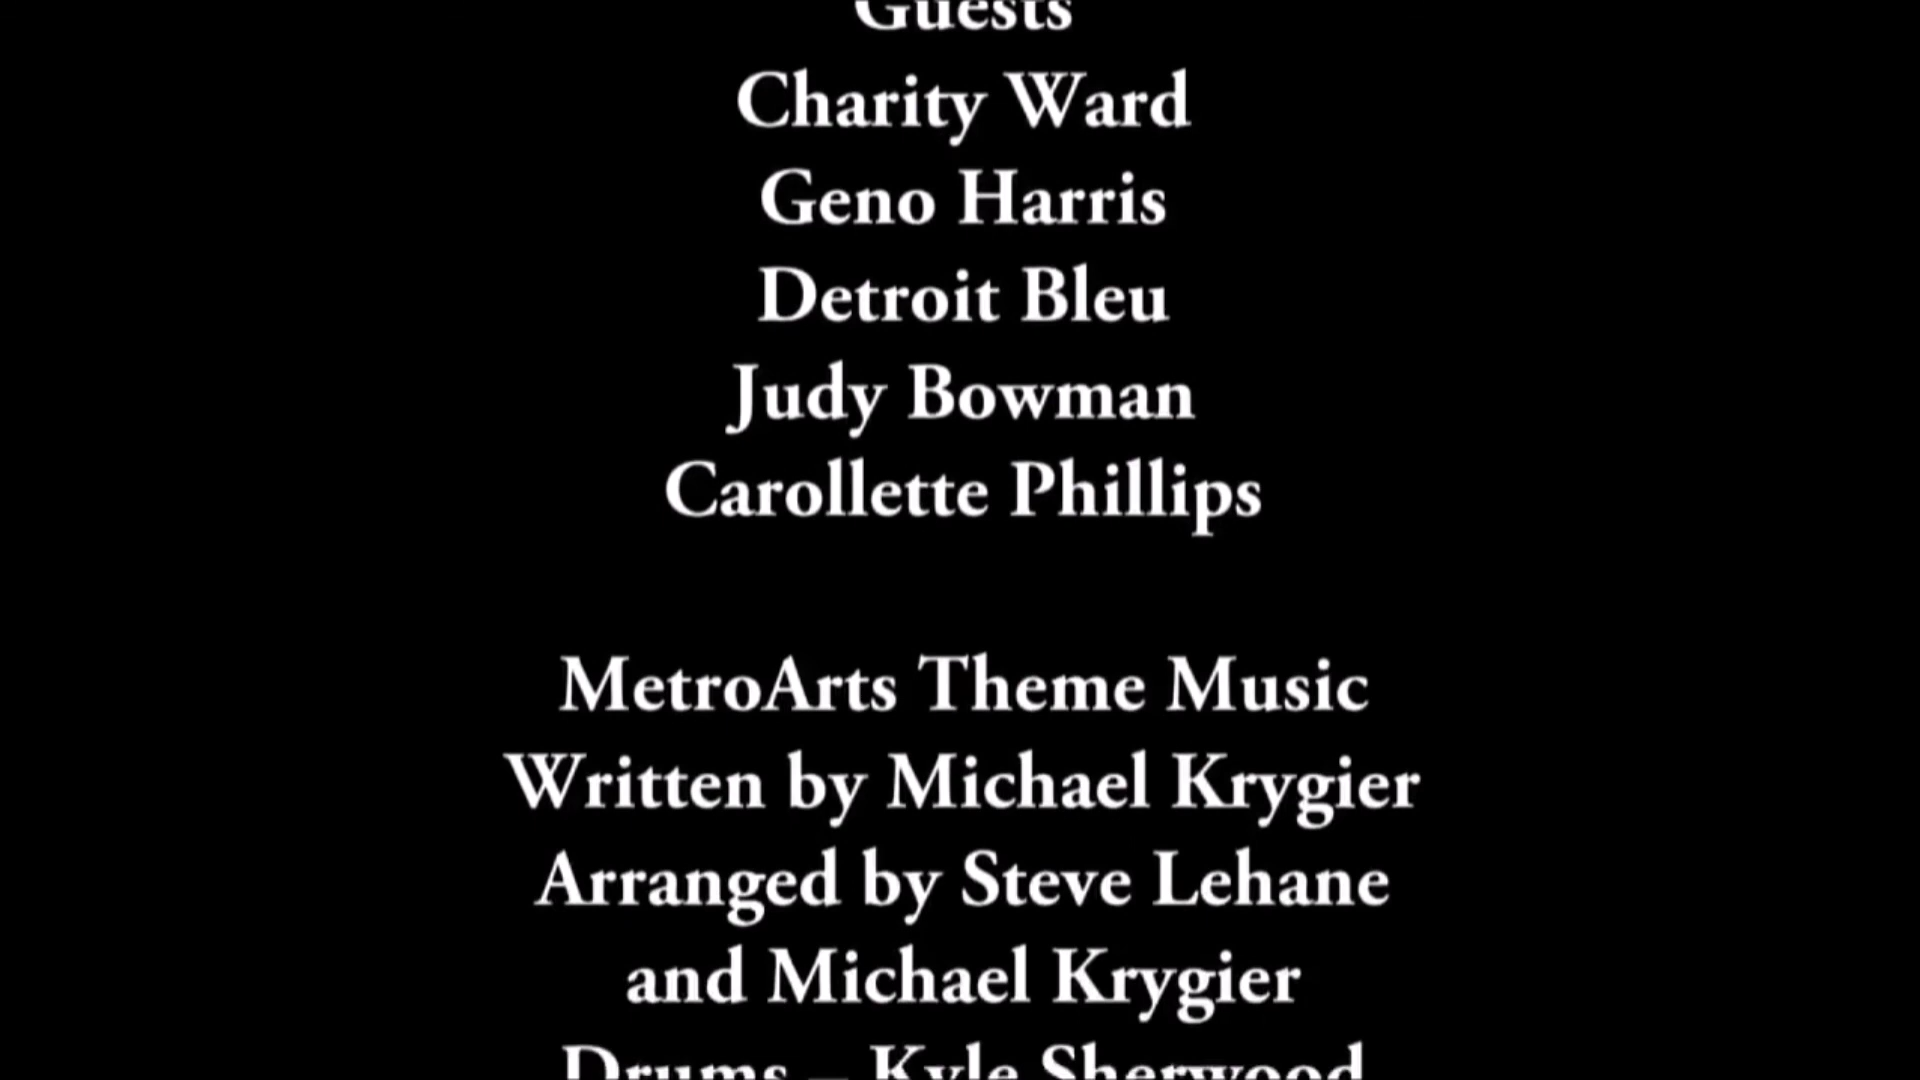 Guests
Charity Ward
Geno Harris
Detroit Bleu
Judy Bowman
Carollette Phillips
MetroArts Theme Music
Written by Michael Krygier
Arranged by Steve Lehane
and Michael Krygier
Drums – Kyle Sherwood